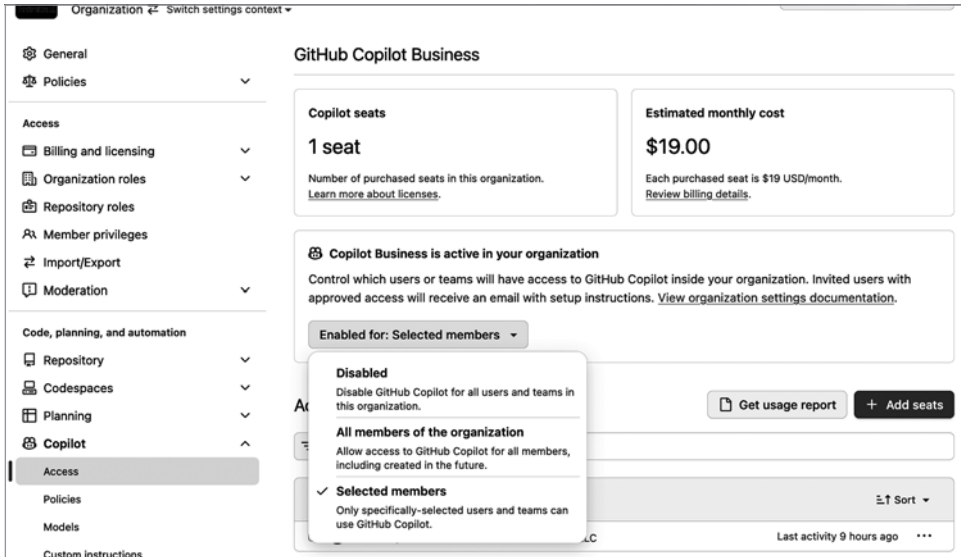 Organization Switch settings context
General
Policies
Access
Billing and licensing
Organization roles
Repository roles
Member privileges
Import/Export
Moderation
Code, planning, and automation
Repository
Codespaces
Planning
Copilot
Access
Policies
Models
Custom instructions
GitHub Copilot Business
Copilot seats
1 seat
Number of purchased seats in this organization.
Learn more about licenses.
Estimated monthly cost
$19.00
Each purchased seat is $19 USD/month.
Review billing details.
Copilot Business is active in your organization
Control which users or teams will have access to GitHub Copilot inside your organization. Invited users with
approved access will receive an email with setup instructions. View organization settings documentation.
Enabled for: Selected members
Disabled
Disable GitHub Copilot for all users and teams in
this organization.
All members of the organization
Allow access to GitHub Copilot for all members,
including created in the future.
Selected members
Only specifically-selected users and teams can
use GitHub Copilot.
Get usage report
+ Add seats
Sort
Last activity 9 hours ago